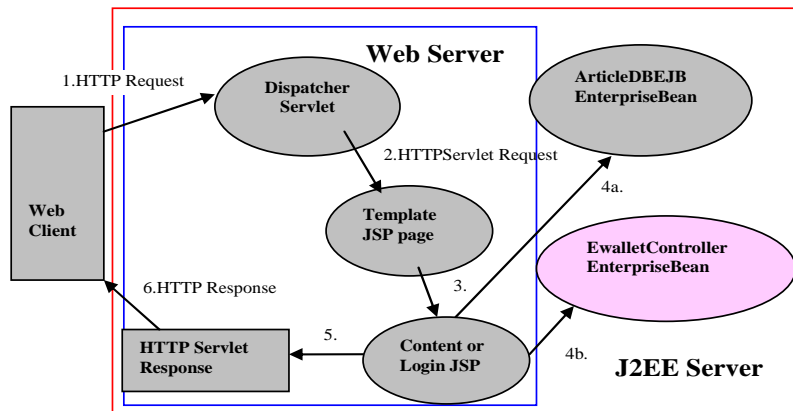 Web Server
1.HTTP Request
Dispatcher
Servlet
ArticleDBEJB
EnterpriseBean
2.HTTPServlet Request
4a.
Web
Client
Template
JSP page
EwalletController
EnterpriseBean
6.HTTP Response
3.
HTTP Servlet
Response
5.
Content or
Login JSP
4b.
J2EE Server